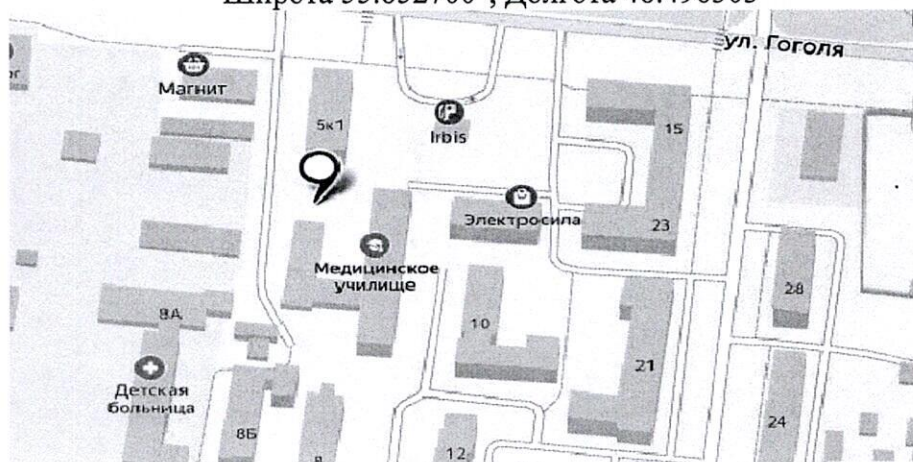 ул. Гоголя
Магнит
5к1
Irbis
15
Электросила
23
Медицинское
училище
28
8А
10
21
Детская
больница
8Б
12
24